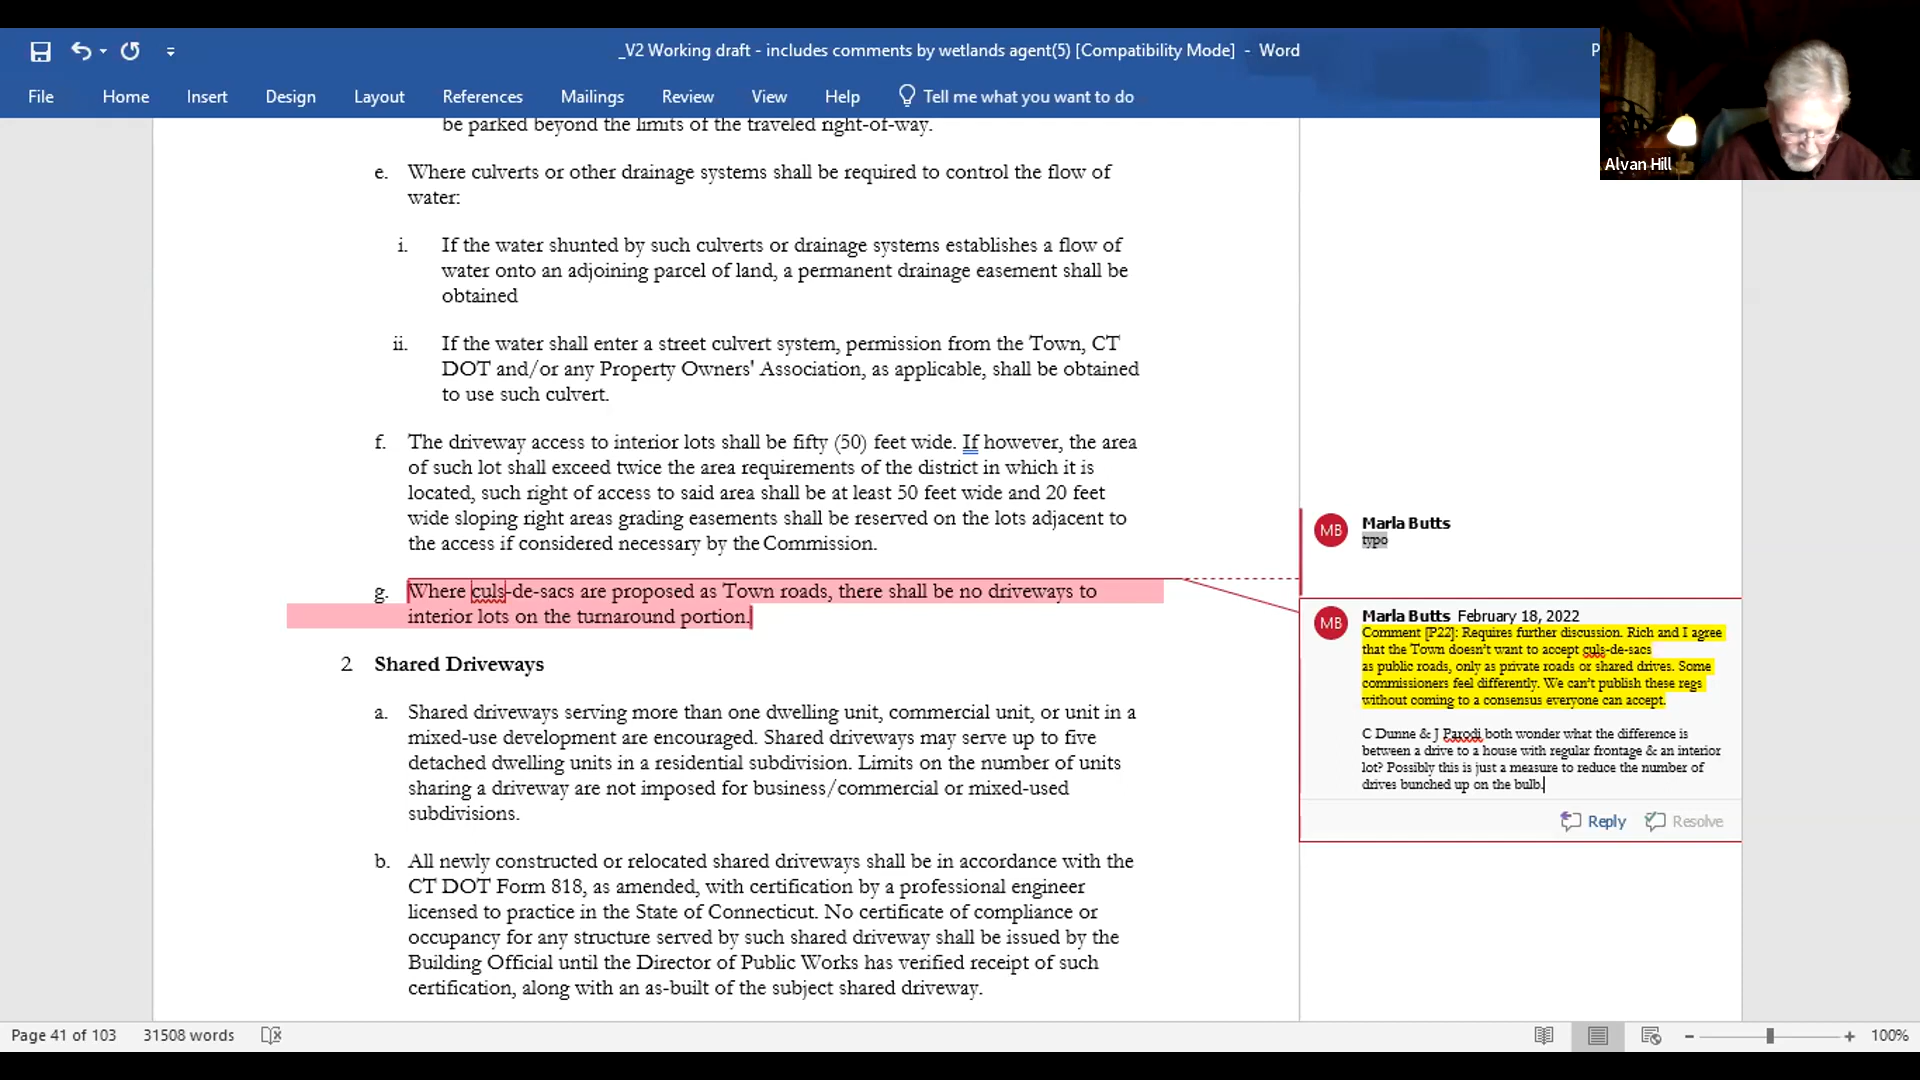 _V2 Working draft - includes comments by wetlands agent(5) [Compatibility Mode] - Word
P
File Home Insert Design Layout References Mailings Review View Help Tell me what you want to do
Alvan Hill
be parked beyond the limits of the traveled right-of-way.
e. Where culverts or other drainage systems shall be required to control the flow of
water:
i. If the water shunted by such culverts or drainage systems establishes a flow of
water onto an adjoining parcel of land, a permanent drainage easement shall be
obtained
ii. If the water shall enter a street culvert system, permission from the Town, CT
DOT and/or any Property Owners' Association, as applicable, shall be obtained
to use such culvert.
f. The driveway access to interior lots shall be fifty (50) feet wide. If however, the area
of such lot shall exceed twice the area requirements of the district in which it is
located, such right of access to said area shall be at least 50 feet wide and 20 feet
wide sloping right areas grading easements shall be reserved on the lots adjacent to
the access if considered necessary by the Commission.
g. Where culs-de-sacs are proposed as Town roads, there shall be no driveways to
interior lots on the turnaround portion.
2 Shared Driveways
a. Shared driveways serving more than one dwelling unit, commercial unit, or unit in a
mixed-use development are encouraged. Shared driveways may serve up to five
detached dwelling units in a residential subdivision. Limits on the number of units
sharing a driveway are not imposed for business/commercial or mixed-used
subdivisions.
b. All newly constructed or relocated shared driveways shall be in accordance with the
CT DOT Form 818, as amended, with certification by a professional engineer
licensed to practice in the State of Connecticut. No certificate of compliance or
occupancy for any structure served by such shared driveway shall be issued by the
Building Official until the Director of Public Works has verified receipt of such
certification, along with an as-built of the subject shared driveway.
MB Marla Butts
typo
MB Marla Butts February 18, 2022
Comment [P22]: Requires further discussion. Rich and I agree
that the Town doesn't want to accept culs-de-sacs
as public roads, only as private roads or shared drives. Some
commissioners feel differently. We can't publish these regs
without coming to a consensus everyone can accept.
C Dunne & J Parodi both wonder what the difference is
between a drive to a house with regular frontage & an interior
lot? Possibly this is just a measure to reduce the number of
drives bunched up on the bulb.
Reply Resolve
Page 41 of 103 31508 words 100%